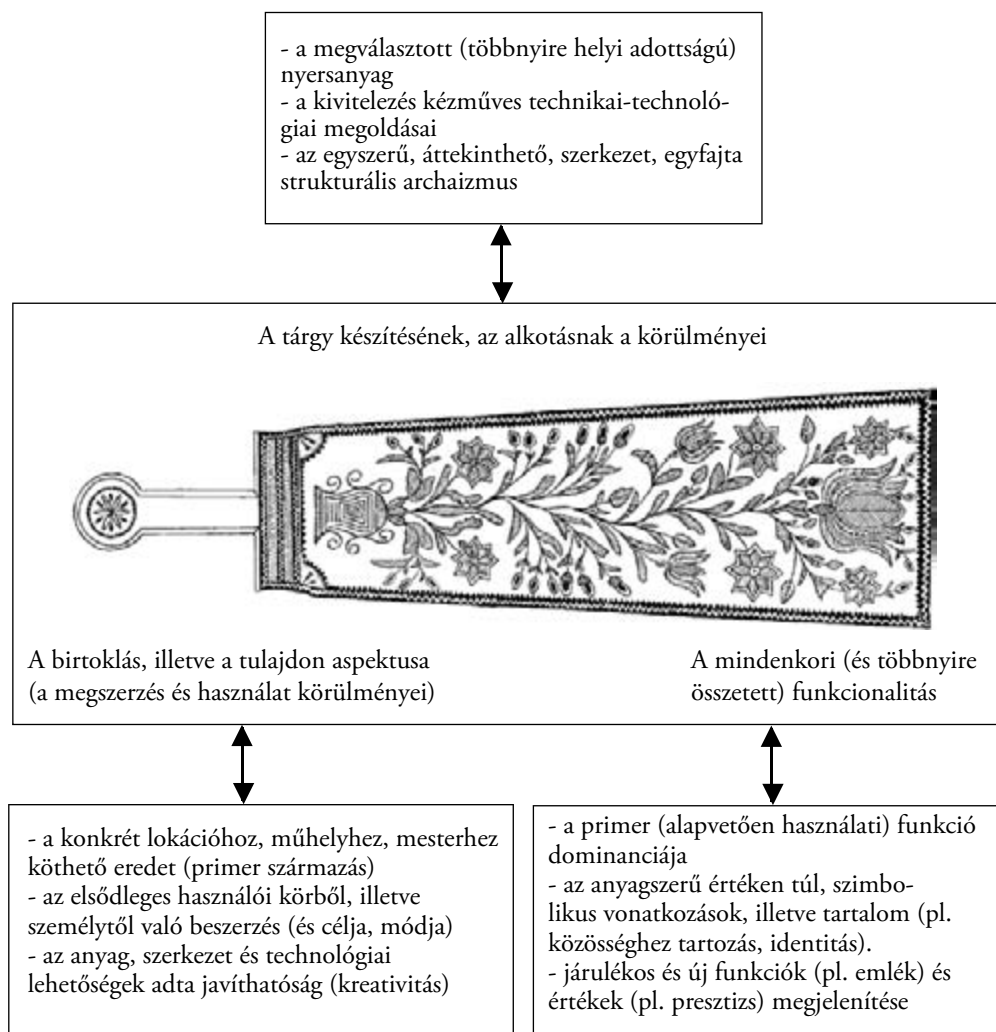 - a megválasztott (többnyire helyi adottságú)
nyersanyag
- a kivitelezés kézműves technikai-technoló-
giai megoldásai
- az egyszerű, áttekinthető, szerkezet, egyfajta
strukturális archaizmus
A tárgy készítésének, az alkotásnak a körülményei
A birtoklás, illetve a tulajdon aspektusa
(a megszerzés és használat körülményei)
A mindenkori (és többnyire
összetett) funkcionalitás
- a konkrét lokációhoz, műhelyhez, mesterhez
köthető eredet (primer származás)
- az elsődleges használói körből, illetve
személytől való beszerzés (és célja, módja)
- az anyag, szerkezet és technológiai
lehetőségek adta javíthatóság (kreativitás)
- a primer (alapvetően használati) funkció
dominanciája
- az anyagszerű értéken túl, szimbo-
likus vonatkozások, illetve tartalom (pl.
közösséghez tartozás, identitás).
- járulékos és új funkciók (pl. emlék) és
értékek (pl. presztizs) megjelenítése